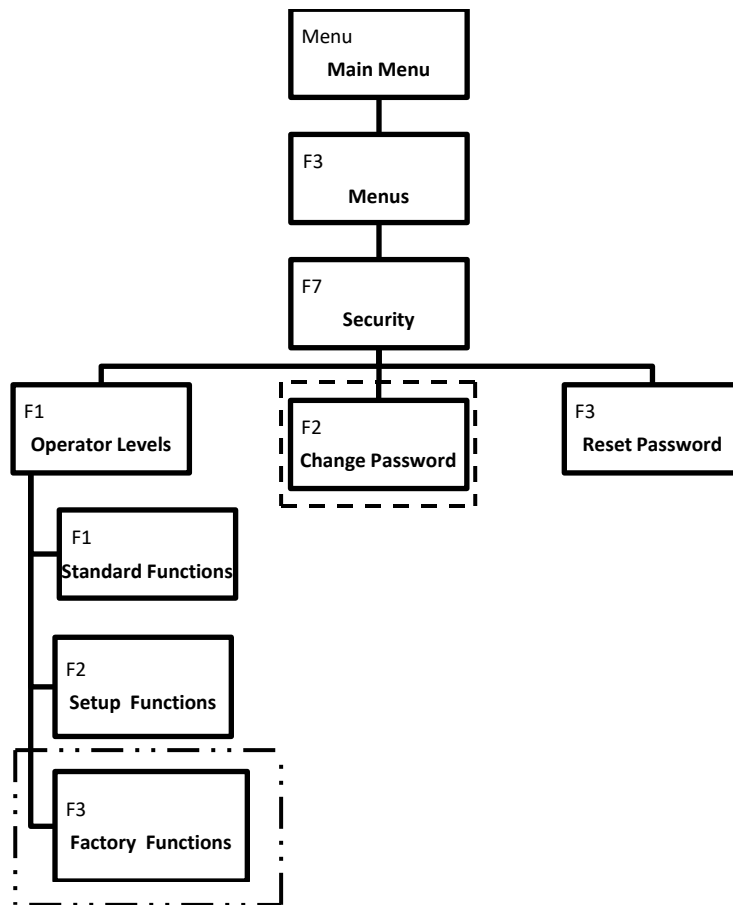 Menu
Main Menu
F3
Menus
F7
Security
F1
Operator Levels
F2
Change Password
F3
Reset Password
F1
Standard Functions
F2
Setup  Functions
F3
Factory  Functions